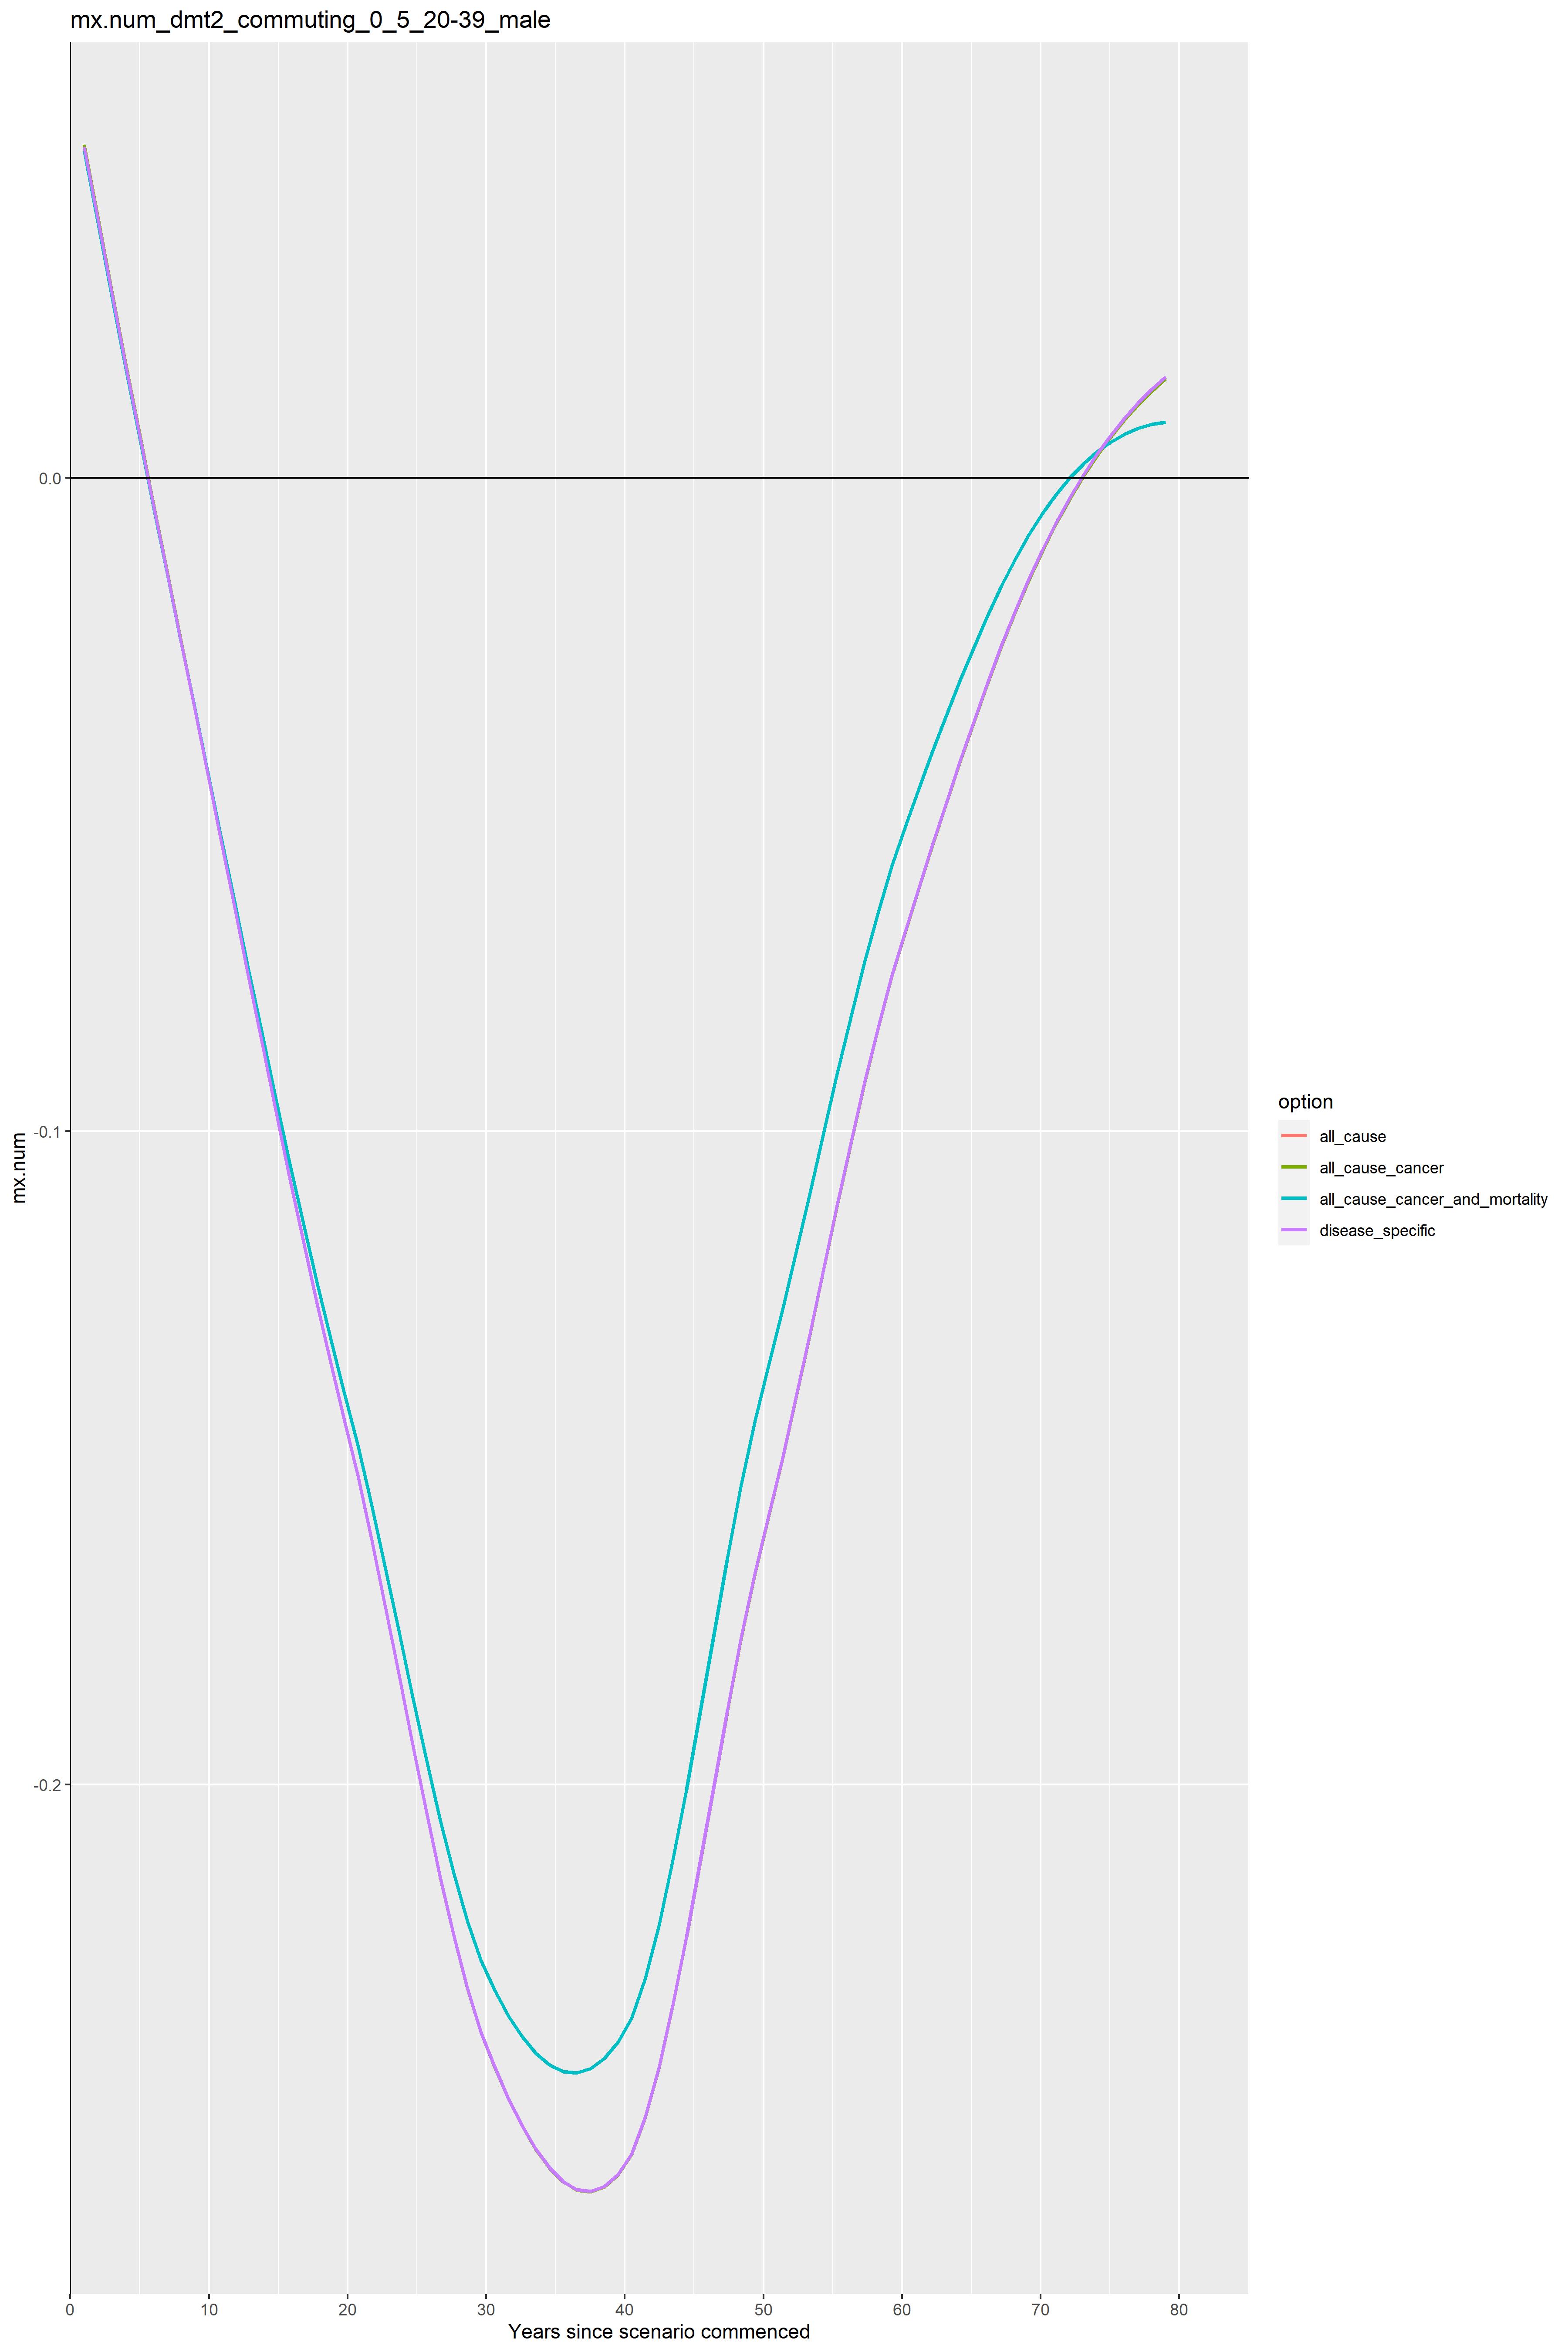 mx.num_dmt2_commuting_0_5_20-39_male
0.0
-0.1
-0.2
mx.num
0 10 20 30 40 50 60 70 80
Years since scenario commenced
option
all_cause
all_cause_cancer
all_cause_cancer_and_mortality
disease_specific